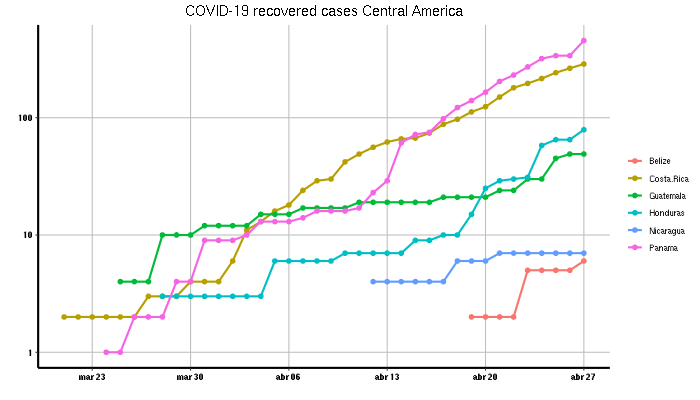 COVID-19 recovered cases Central America
100
10
1
mar 23
mar 30
abr 06
abr 13
abr 20
abr 27
Belize
Costa.Rica
Guatemala
Honduras
Nicaragua
Panama